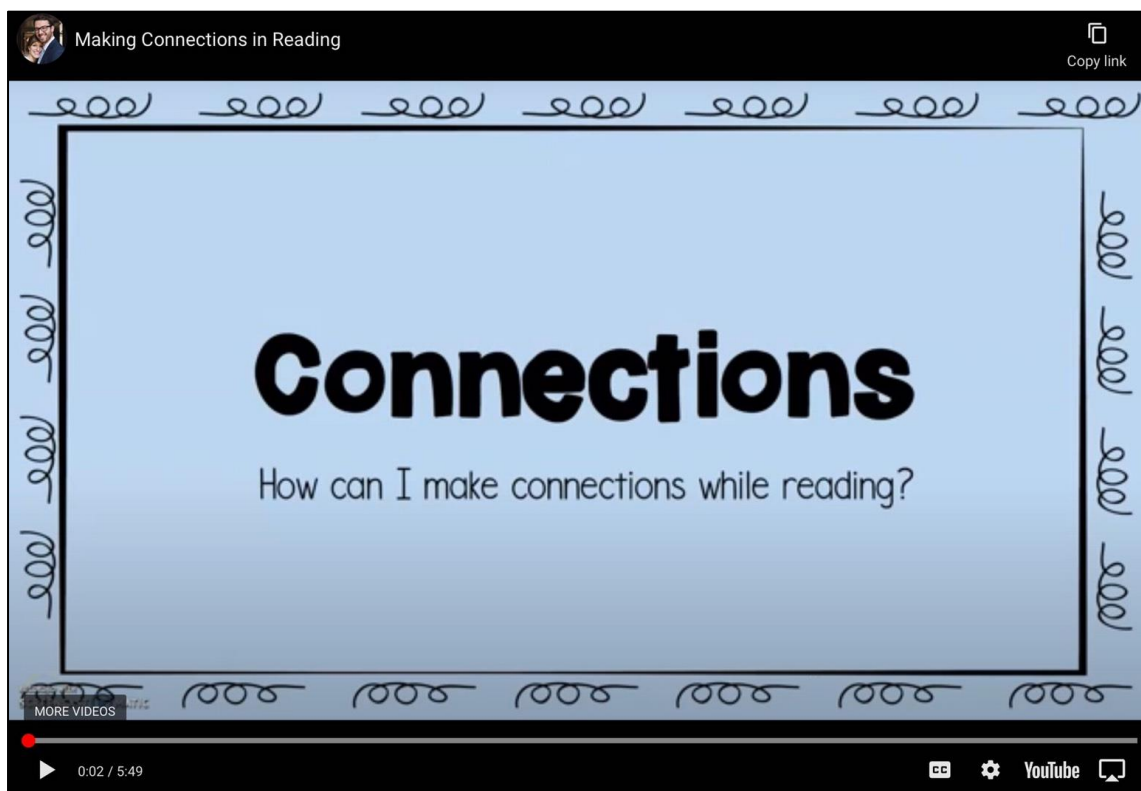 Making Connections in Reading
Copy link
Connections
How can I make connections while reading?
MORE VIDEOS
0:02 / 5:49
CC
YouTube